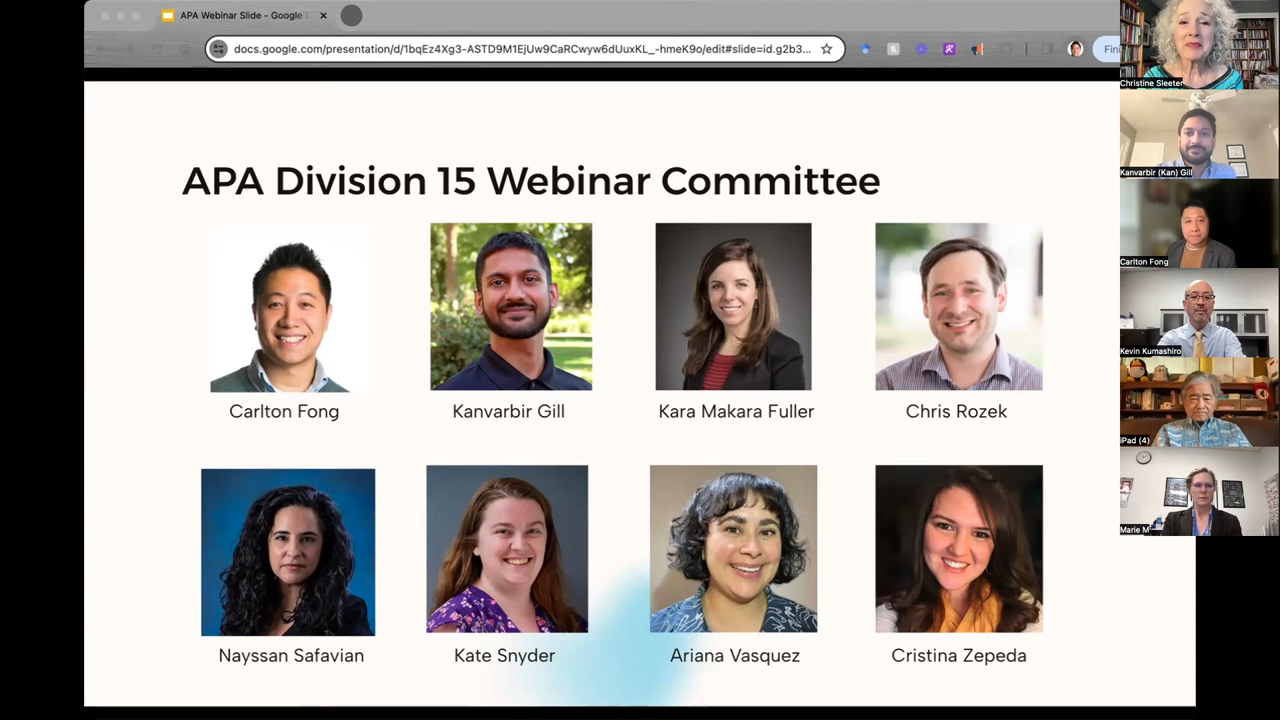 APA Webinar Slide - Google S
docs.google.com/presentation/d/1bqEz4Xg3-ASTD9M1EjUw9CaRCwyw6dUuxKL_-hmeK9o/edit#slide=id.g2b3...
Fin
APA Division 15 Webinar Committee
Carlton Fong
Kanvarbir Gill
Kara Makara Fuller
Chris Rozek
Nayssan Safavian
Kate Snyder
Ariana Vasquez
Cristina Zepeda
Christine Sleeter
Kanvarbir (Kan) Gill
Carlton Fong
Kevin Kumashiro
iPad (4)
Marie M